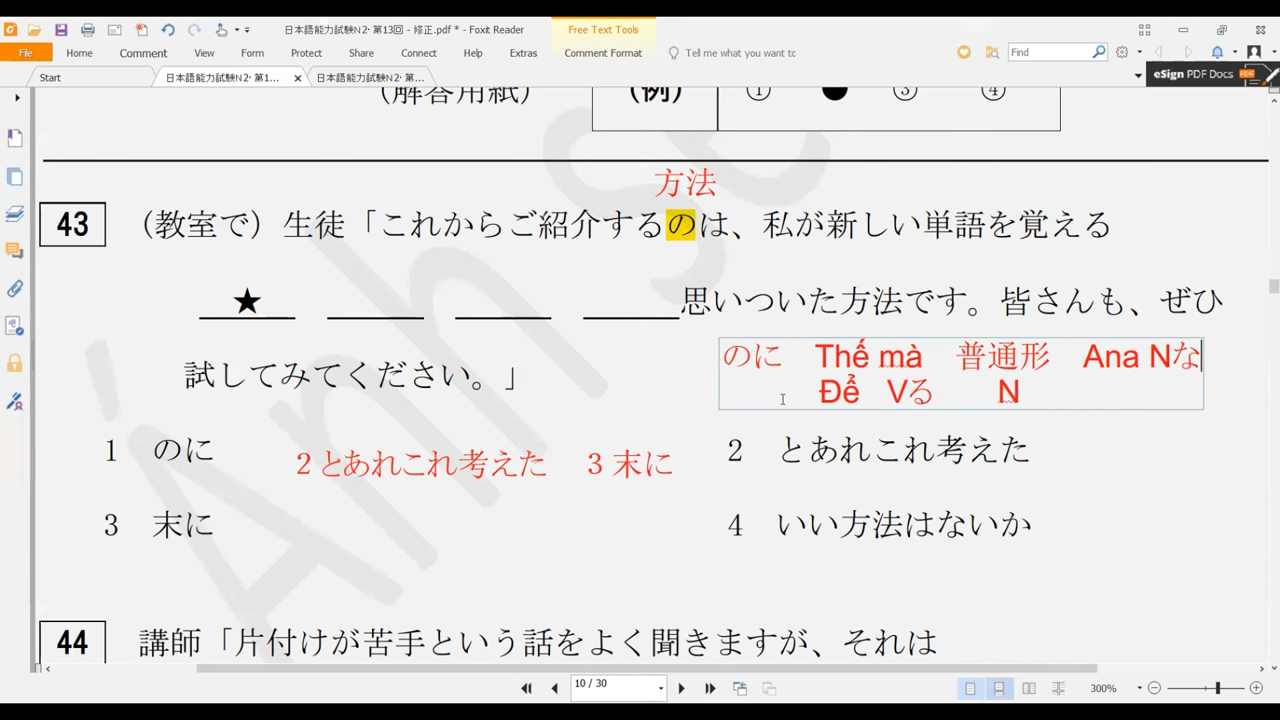 日本語能力試験N2· 第13回 - 修正.pdf * - Foxit Reader
Free Text Tools
File Home Comment View Form Protect Share Connect Help Extras Comment Format Tell me what you want to Find
Start 日本語能力試験N2· 第1... 日本語能力試験N2· 第...
eSign PDF Docs
(解答用紙) (例) ① ③ ④
方法
43 (教室で) 生徒「これからご紹介するのは、私が新しい単語を覚える
★ 思いついた方法です。皆さんも、ぜひ
試してみてください。」
のに Thế mà 普通形 Ana Nな
Để Vる N
1 のに
2 とあれこれ考えた
2とあれこれ考えた 3末に
3 末に
4 いい方法はないか
44 講師「片付けが苦手という話をよく聞きますが、それは
Ánh se
10 / 30
300%